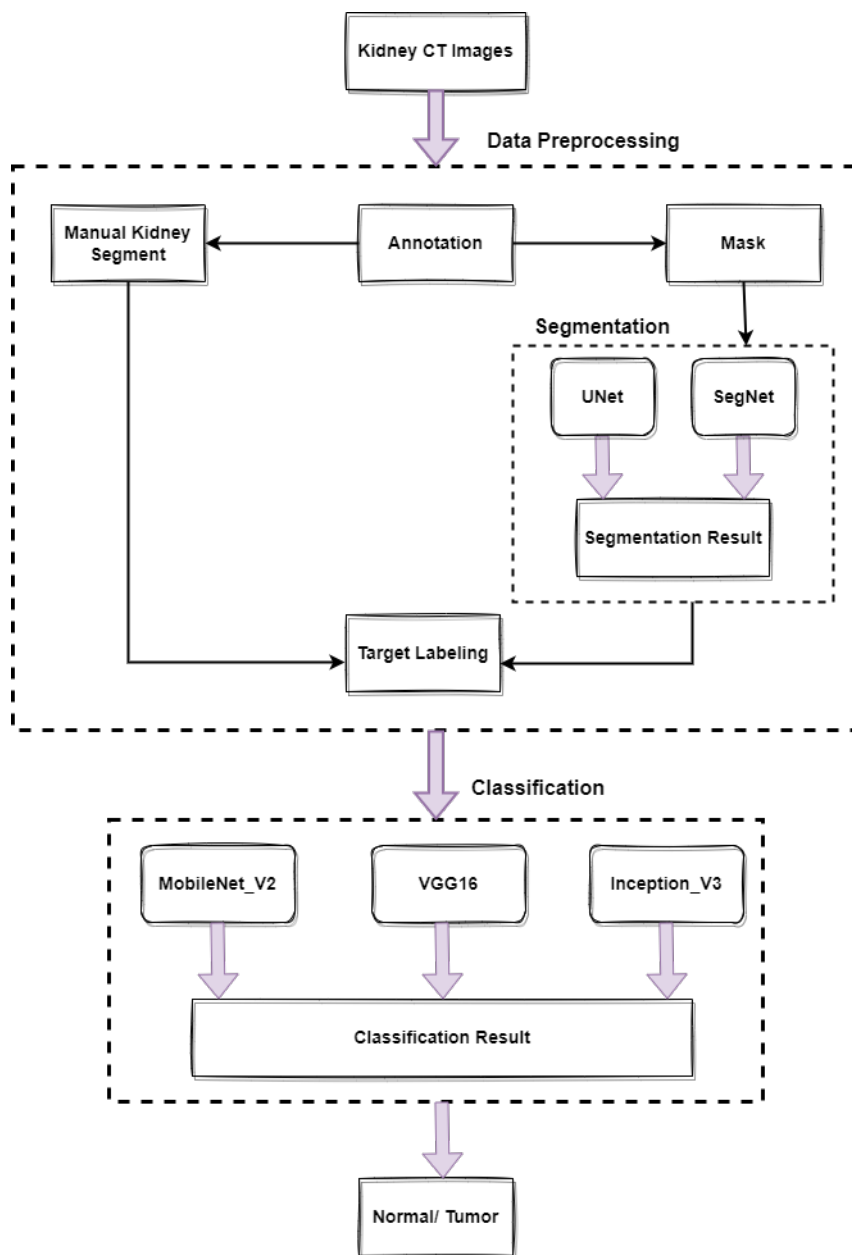 Kidney CT Images
Data Preprocessing
Manual Kidney
Segment
Annotation
Mask
Segmentation
UNet
SegNet
Segmentation Result
Target Labeling
Classification
MobileNet_V2
VGG16
Inception_V3
Classification Result
Normal/ Tumor